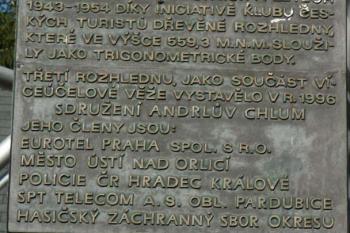 1943-1954 DÍKY INICIATIVĚ KLUBU ČES-
KÝCH TURISTŮ DŘEVĚNÉ ROZHLEDNY,
KTERÉ VE VÝŠCE 559,3 M.N.M. SLOUŽI-
LY JAKO TRIGONOMETRICKÉ BODY.
TŘETÍ ROZHLEDNU, JAKO SOUČÁST VÍ-
CEÚČELOVÉ VĚŽE VYSTAVĚLO V R. 1996
SDRUŽENÍ ANDRLŮV CHLUM
JEHO ČLENY JSOU:
EUROTEL PRAHA SPOL. S R.O.
MĚSTO ÚSTÍ NAD ORLICÍ
POLICIE ČR HRADEC KRÁLOVÉ
SPT TELECOM A.S. OBL. PARDUBICE
HASIČSKÝ ZÁCHRANNÝ SBOR OKRESU